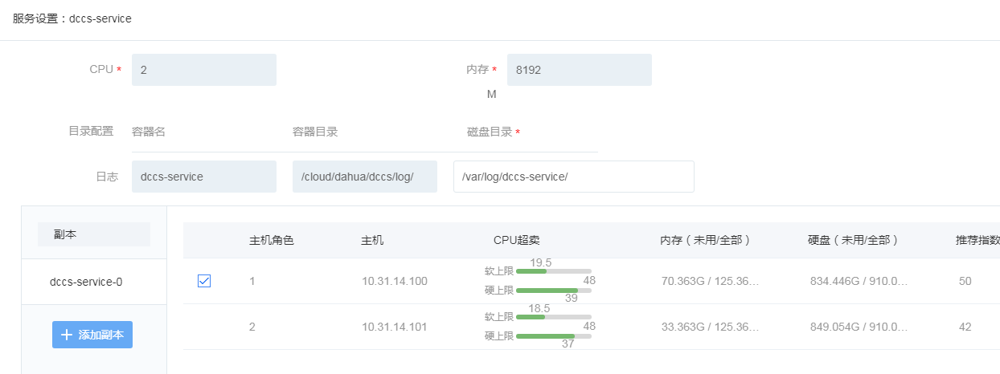 服务设置：dccs-service
CPU * 2 内存 * 8192
M
目录配置 容器名 容器目录 磁盘目录 *
日志 dccs-service /cloud/dahua/dccs/log/ /var/log/dccs-service/
副本 主机角色 主机 CPU超卖 内存（未用/全部） 硬盘（未用/全部） 推荐指数
dccs-service-0
添加副本
1 10.31.14.100 软上限 19.5 48 硬上限 39 70.363G / 125.36... 834.446G / 910.0... 50
2 10.31.14.101 软上限 18.5 48 硬上限 37 33.363G / 125.36... 849.054G / 910.0... 42